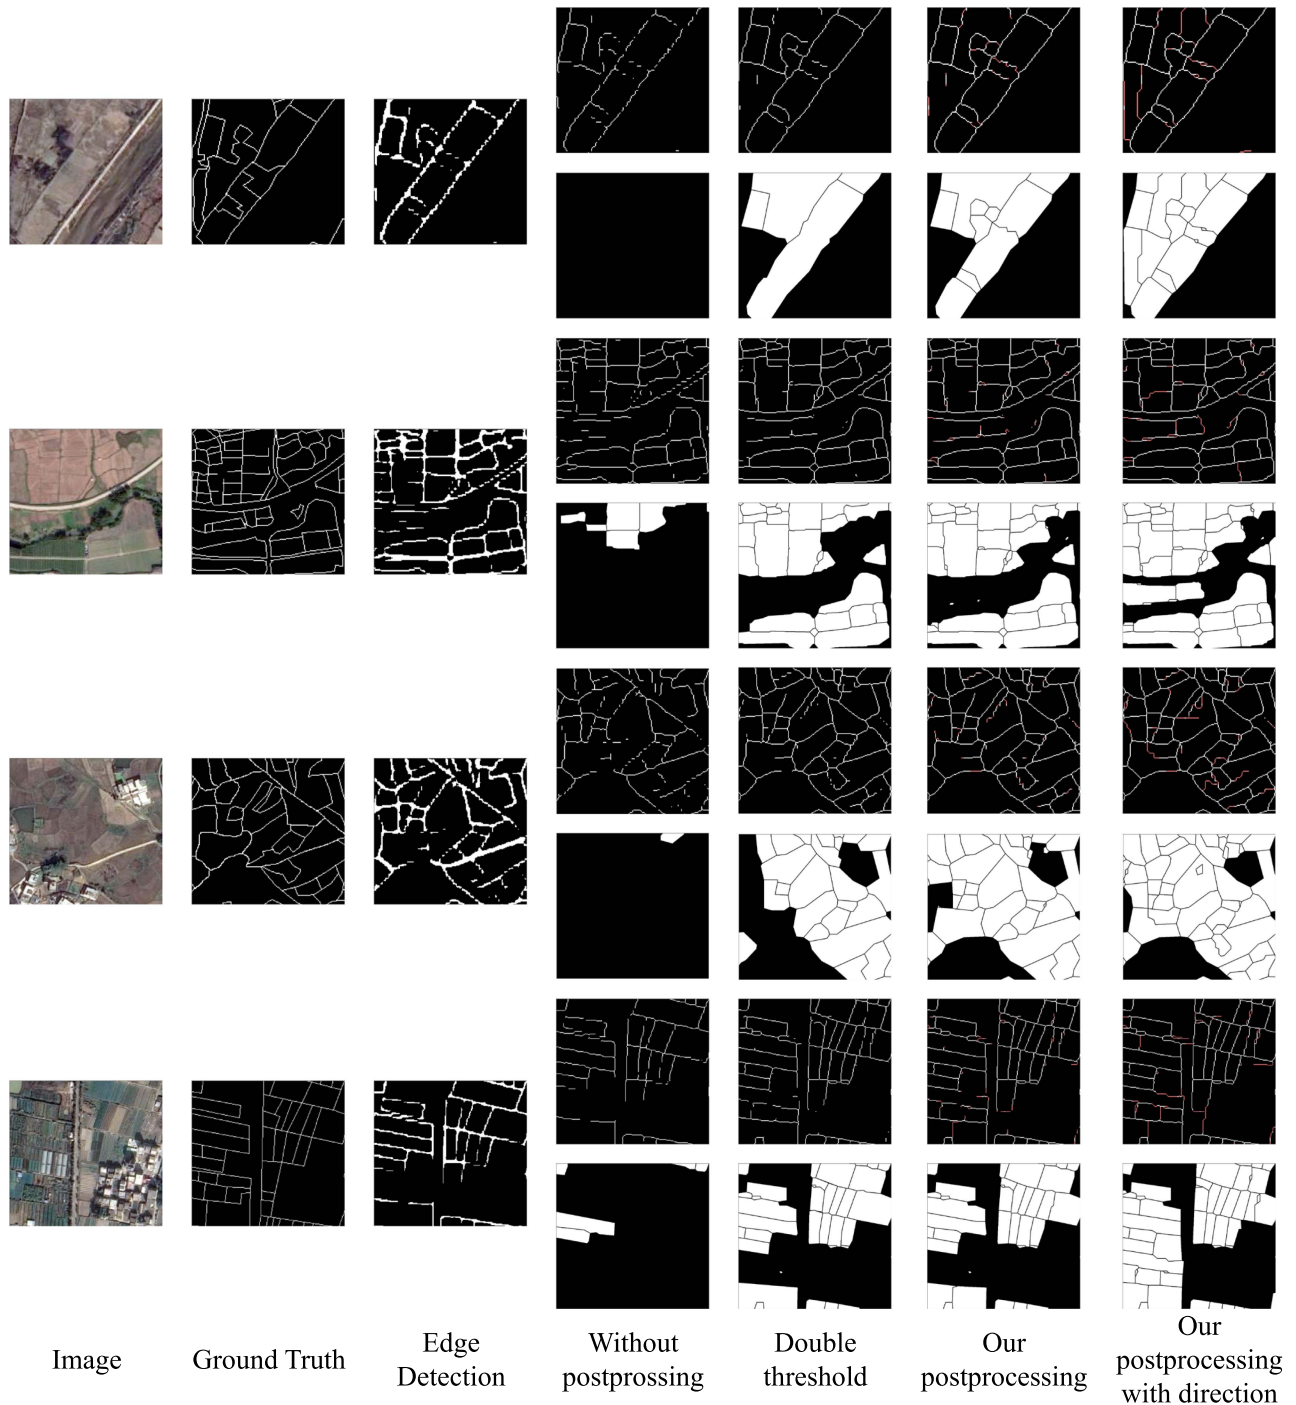 Image
Ground Truth
Edge
Detection
Without
postprossing
Double
threshold
Our
postprocessing
Our
postprocessing
with direction